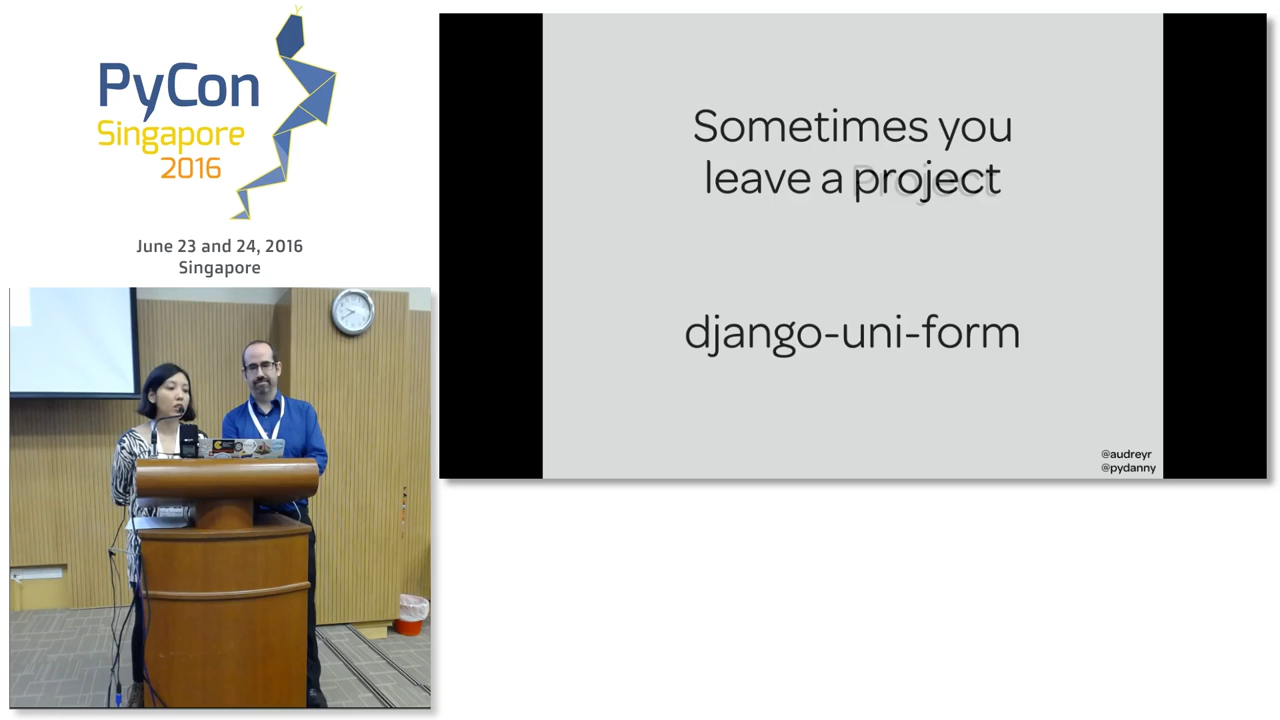 PyCon
Singapore
2016
June 23 and 24, 2016
Singapore
Sometimes you
leave a project
django-uni-form
@audreyr
@pydanny